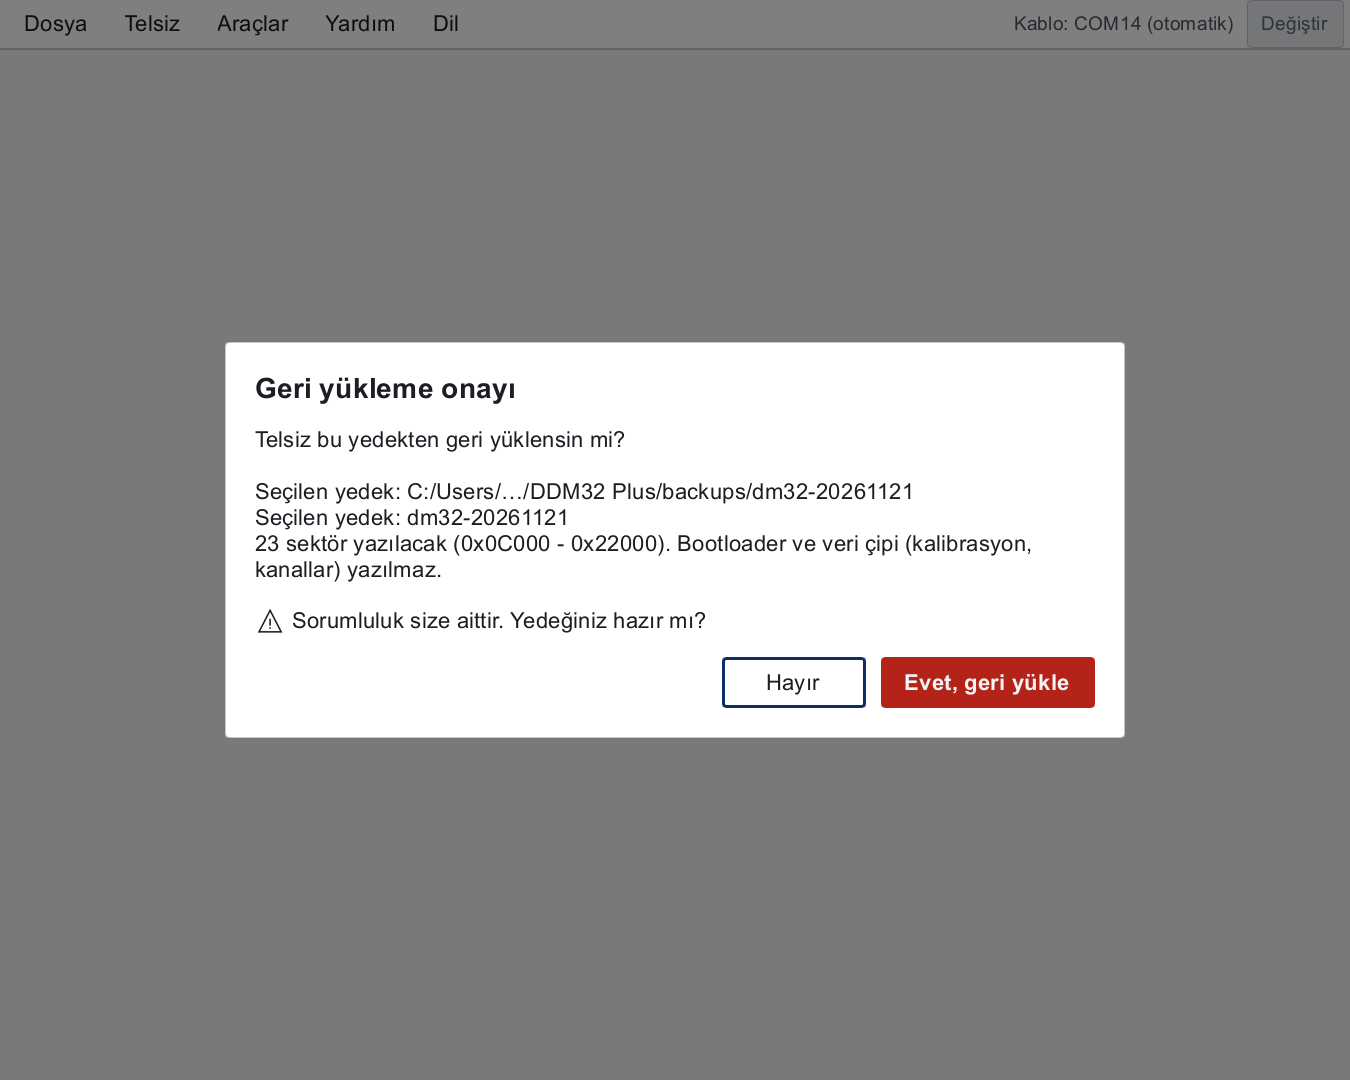 Dosya Telsiz Araçlar Yardım Dil Kablo: COM14 (otomatik) Değiştir
Geri yükleme onayı
Telsiz bu yedekten geri yüklensin mi?
Seçilen yedek: C:/Users/…/DDM32 Plus/backups/dm32-20261121
Seçilen yedek: dm32-20261121
23 sektör yazılacak (0x0C000 - 0x22000). Bootloader ve veri çipi (kalibrasyon,
kanallar) yazılmaz.
⚠ Sorumluluk size aittir. Yedeğiniz hazır mı?
Hayır Evet, geri yükle